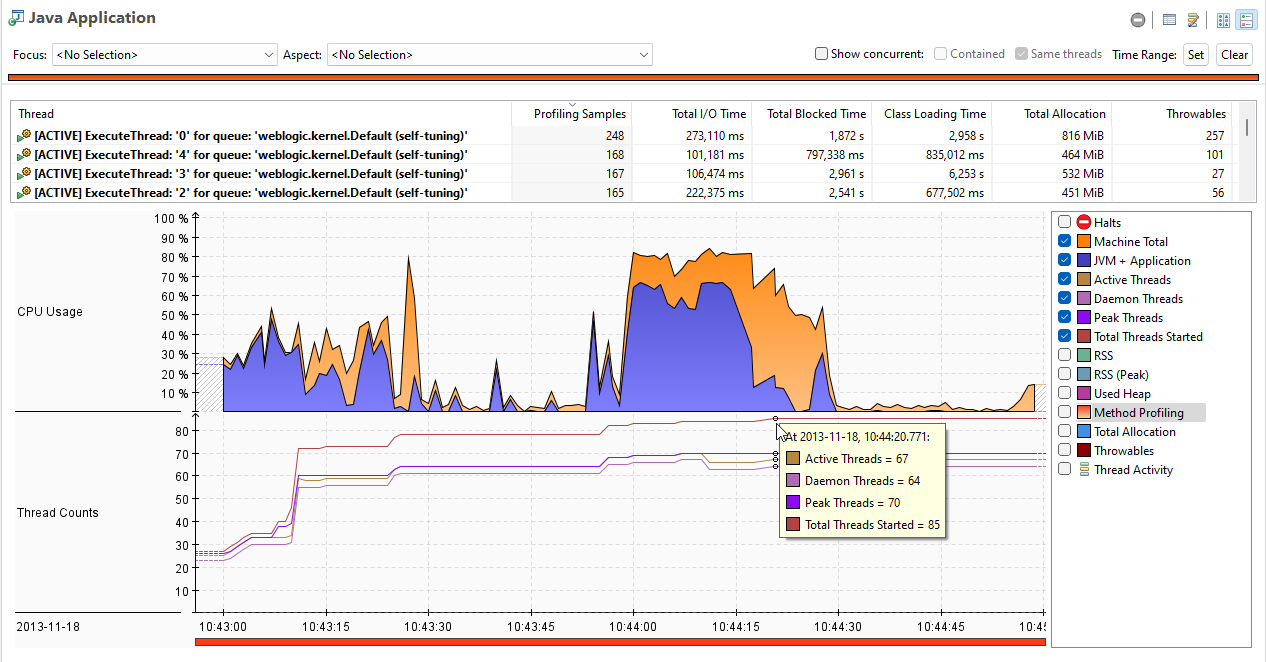 Java Application
Focus: <No Selection> Aspect: <No Selection> Show concurrent: Contained Same threads Time Range: Set Clear
Thread Profiling Samples Total I/O Time Total Blocked Time Class Loading Time Total Allocation Throwables
[ACTIVE] ExecuteThread: '0' for queue: 'weblogic.kernel.Default (self-tuning)' 248 273,110 ms 1,872 s 2,958 s 816 MiB 257
[ACTIVE] ExecuteThread: '4' for queue: 'weblogic.kernel.Default (self-tuning)' 168 101,181 ms 797,338 ms 835,012 ms 464 MiB 101
[ACTIVE] ExecuteThread: '3' for queue: 'weblogic.kernel.Default (self-tuning)' 167 106,474 ms 2,961 s 6,253 s 532 MiB 27
[ACTIVE] ExecuteThread: '2' for queue: 'weblogic.kernel.Default (self-tuning)' 165 222,375 ms 2,541 s 677,502 ms 451 MiB 56
CPU Usage
100 %
90 %
80 %
70 %
60 %
50 %
40 %
30 %
20 %
10 %
Thread Counts
80
70
60
50
40
30
20
10
At 2013-11-18, 10:44:20.771:
Active Threads = 67
Daemon Threads = 64
Peak Threads = 70
Total Threads Started = 85
2013-11-18 10:43:00 10:43:15 10:43:30 10:43:45 10:44:00 10:44:15 10:44:30 10:44:45
Halts
Machine Total
JVM + Application
Active Threads
Daemon Threads
Peak Threads
Total Threads Started
RSS
RSS (Peak)
Used Heap
Method Profiling
Total Allocation
Throwables
Thread Activity